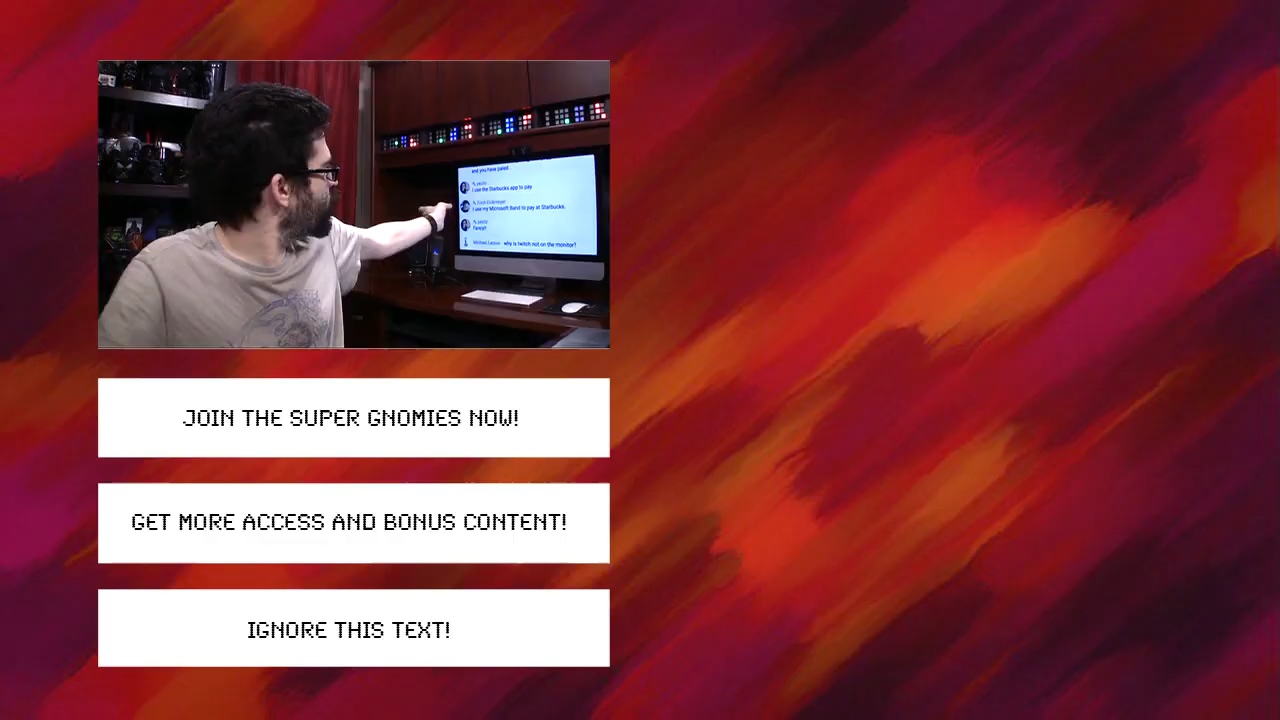 and you have paired.
I use the Starbucks app to pay
I use my Microsoft Band to pay at Starbucks.
Fancy!!
why is twitch not on the monitor?
JOIN THE SUPER GNOMIES NOW!
GET MORE ACCESS AND BONUS CONTENT!
IGNORE THIS TEXT!